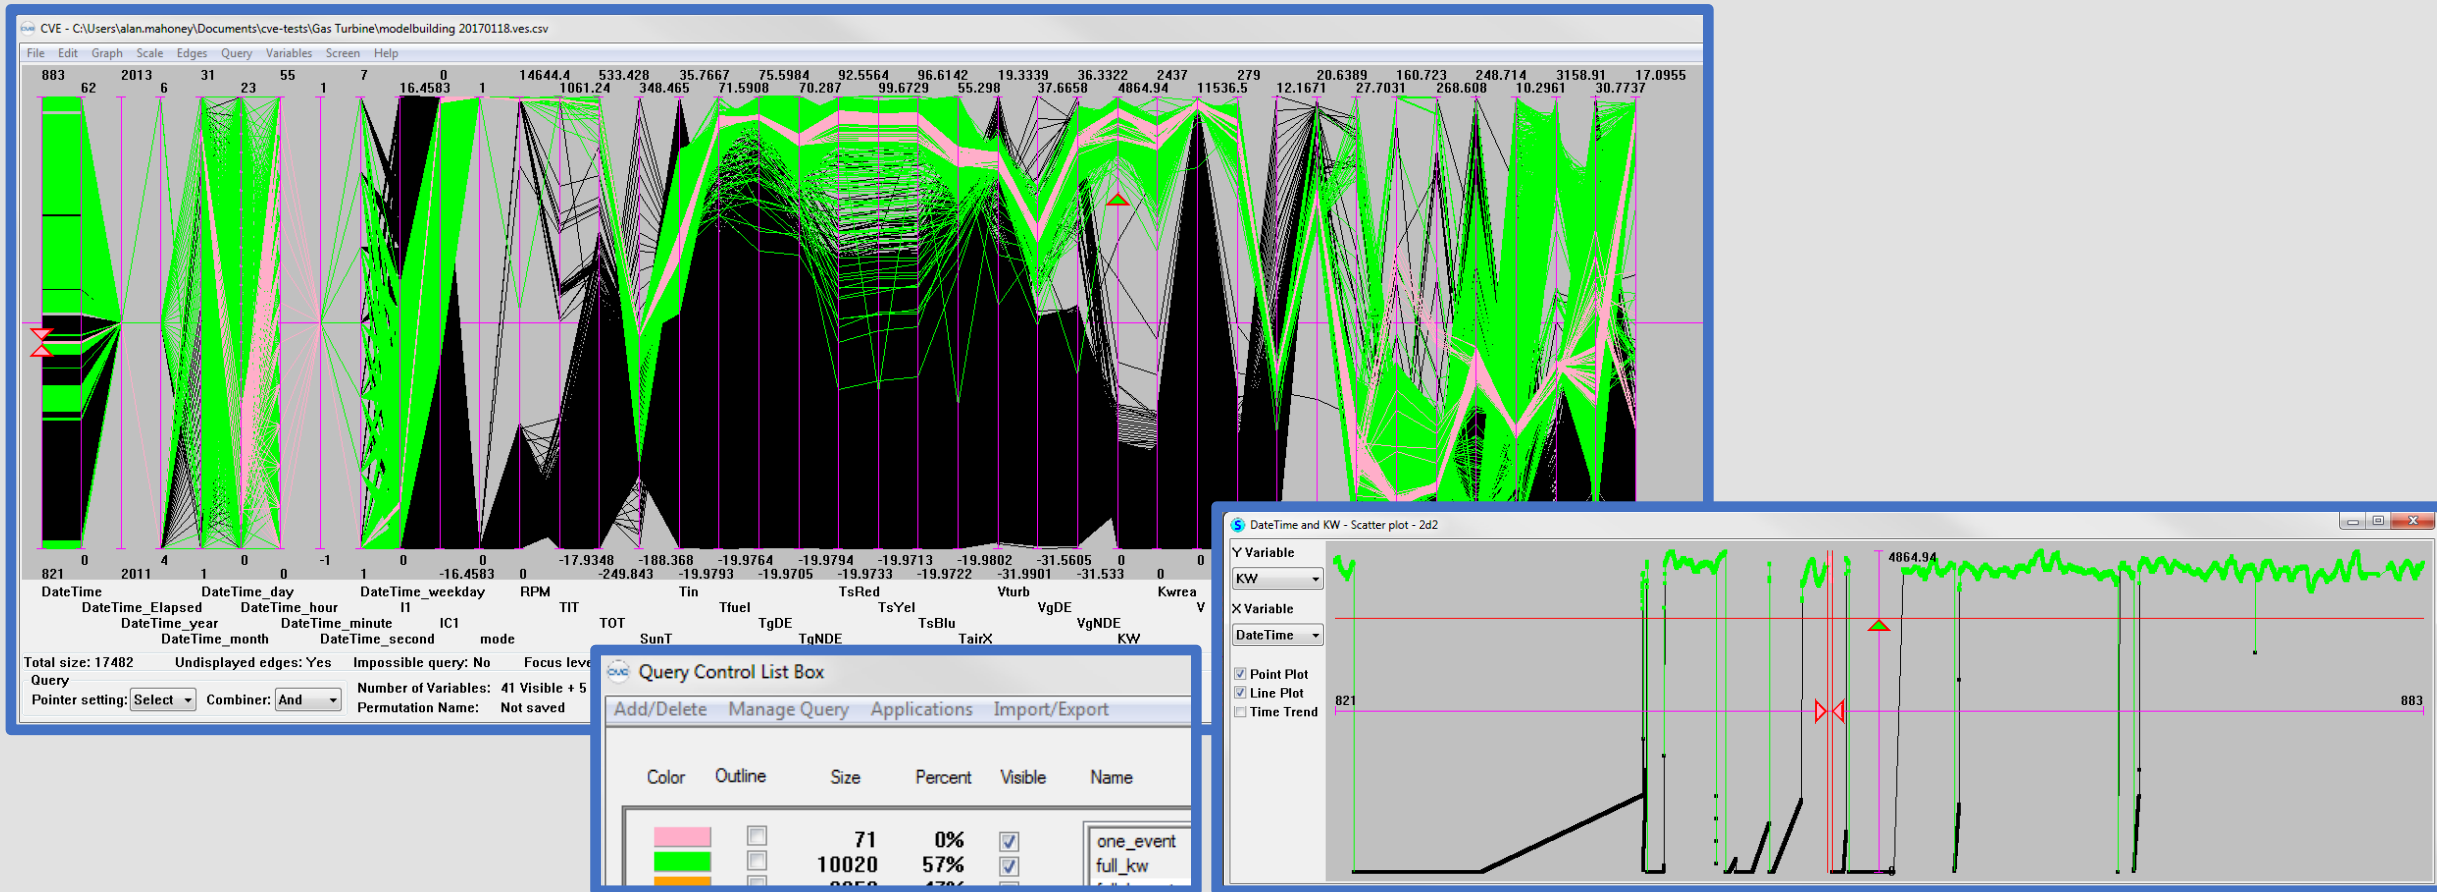 CVE - C:\Users\alan.mahoney\Documents\cve-tests\Gas Turbine\modelbuilding 20170118.ves.csv
File Edit Graph Scale Edges Query Variables Screen Help
883 2013 31 55 7 0 14644.4 533.428 35.7667 75.5984 92.5564 96.6142 19.3339 36.3322 2437 279 20.6389 160.723 248.714 3158.91 17.0955
62 6 23 1 16.4583 1 1061.24 348.465 71.5908 70.287 99.6729 55.298 37.6658 4864.94 11536.5 12.1671 27.7031 268.608 10.2961 30.7737
0 4 0 -1 0 0 -17.9348 -188.368 -19.9764 -19.9794 -19.9713 -19.9802 -31.5605 0 0
821 2011 1 0 1 -16.4583 0 -249.843 -19.9793 -19.9705 -19.9733 -19.9722 -31.9901 -31.533 0
DateTime DateTime_day DateTime_weekday RPM Tin TsRed Vturb Kwrea
DateTime_Elapsed DateTime_hour I1 TIT Tfuel TsYel VgDE V
DateTime_year DateTime_minute IC1 TOT TgDE TsBlu VgNDE
DateTime_month DateTime_second mode SunT TgNDE TairX KW
Total size: 17482 Undisplayed edges: Yes Impossible query: No Focus leve
Query
Pointer setting: Select Combiner: And Number of Variables: 41 Visible + 5
Permutation Name: Not saved
Query Control List Box
Add/Delete Manage Query Applications Import/Export
Color Outline Size Percent Visible Name
71 0% one_event
10020 57% full_kw
DateTime and KW - Scatter plot - 2d2
Y Variable
KW
X Variable
DateTime
Point Plot
Line Plot
Time Trend
4864.94
821 883